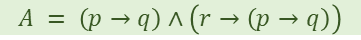 A = (p → q) ∧ (r → (p → q))